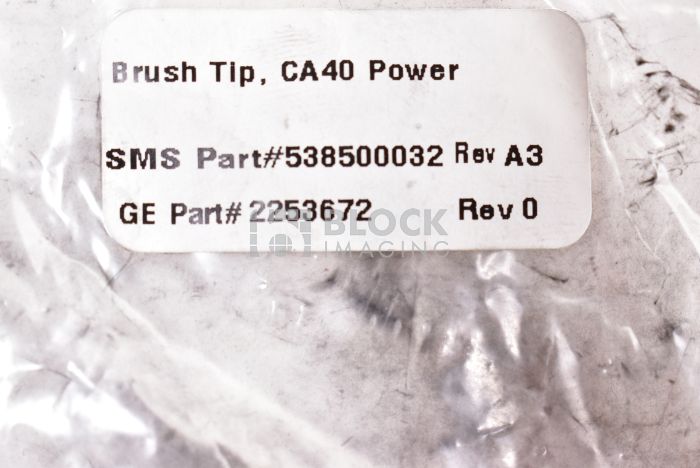 Brush Tip, CA40 Power
SMS Part#538500032 Rev A3
GE Part# 2253672 Rev 0
BLOCK
IMAGING